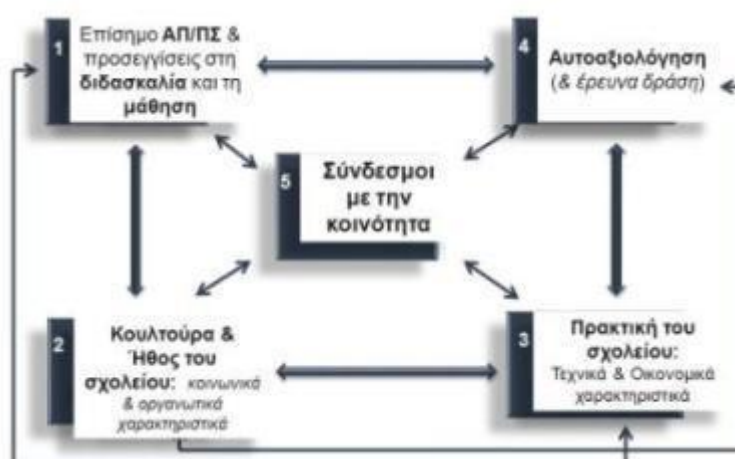 1
Επίσημο ΑΠ/ΠΣ &
προσεγγίσεις στη
διδασκαλία και τη
μάθηση
4
Αυτοαξιολόγηση
(& έρευνα δράση)
5
Σύνδεσμοι
με την
κοινότητα
2
Κουλτούρα &
Ήθος του
σχολείου: κοινωνικά
& οργανωτικά
χαρακτηριστικά
3
Πρακτική του
σχολείου:
Τεχνικά & Οικονομικά
χαρακτηριστικά